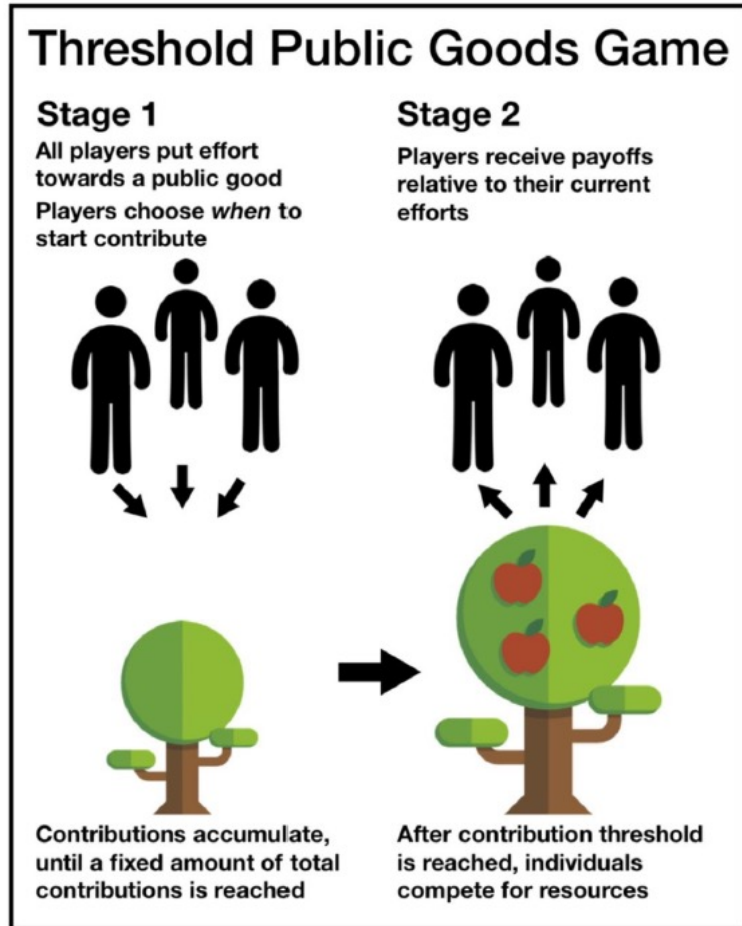 Threshold Public Goods Game
Stage 1
All players put effort
towards a public good
Players choose when to
start contribute
Stage 2
Players receive payoffs
relative to their current
efforts
Contributions accumulate,
until a fixed amount of total
contributions is reached
After contribution threshold
is reached, individuals
compete for resources